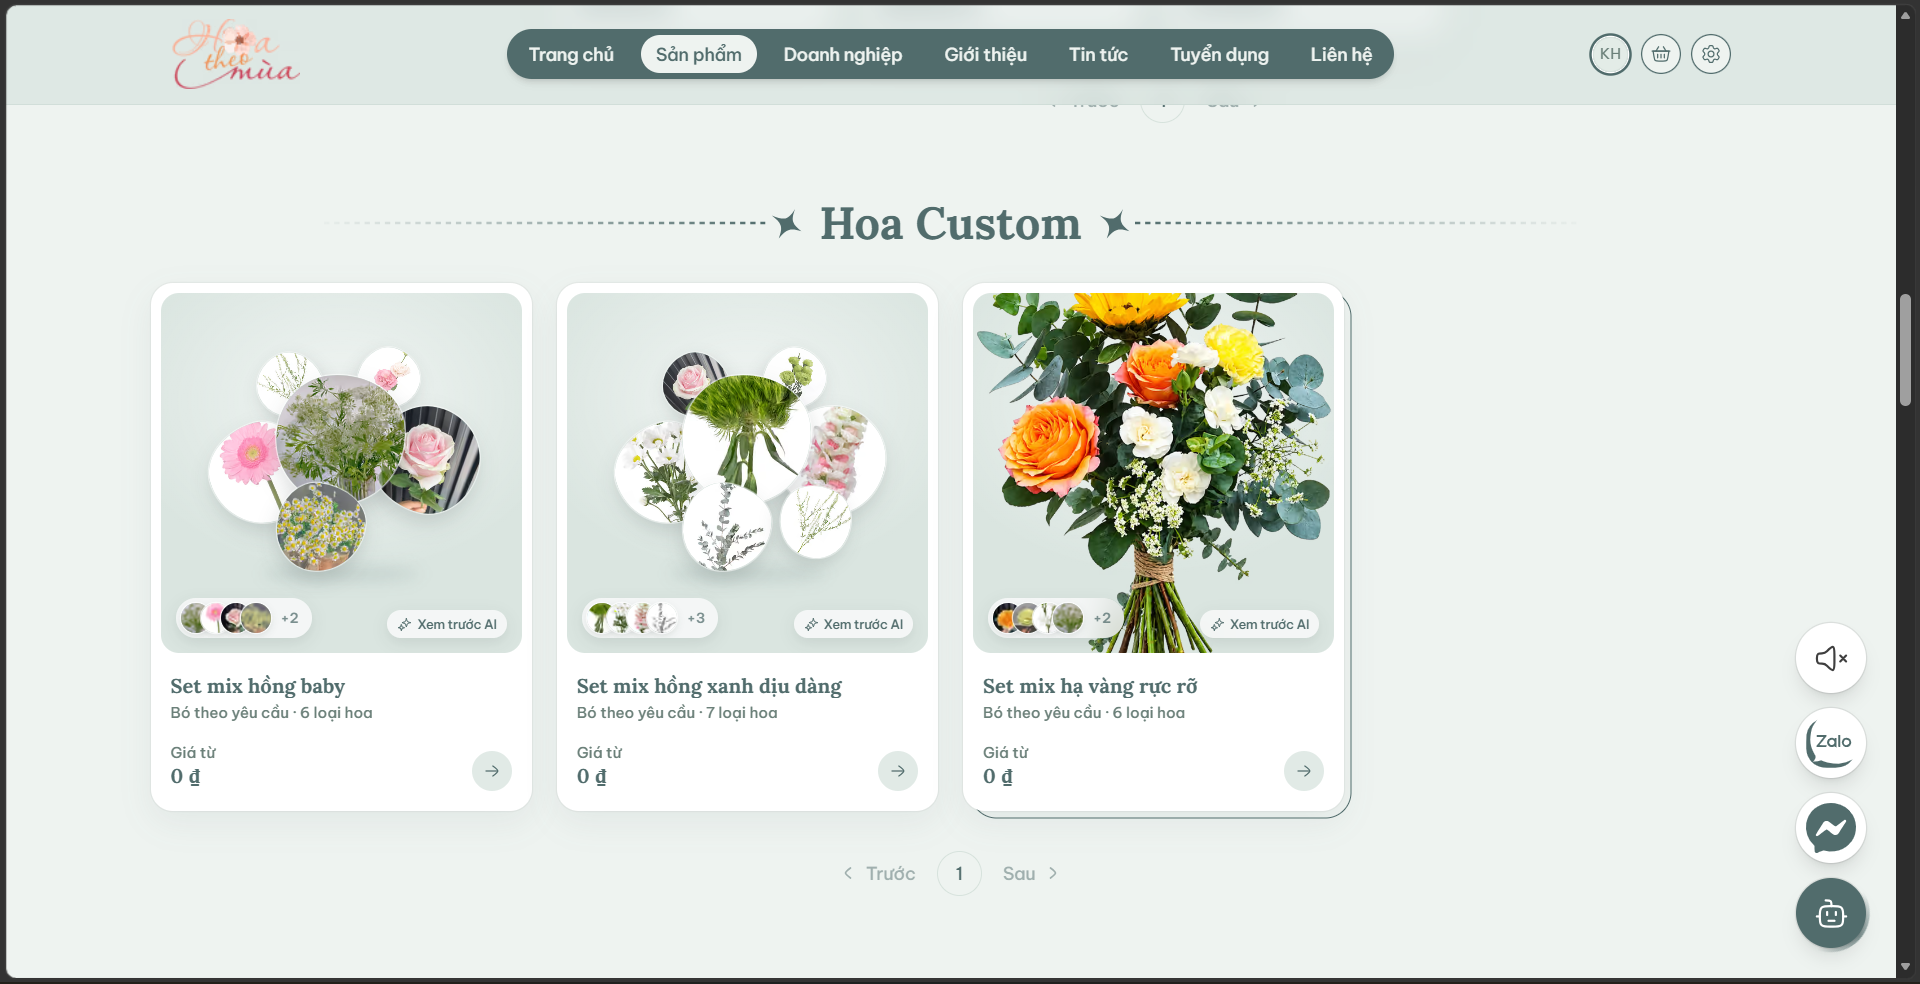 Hoa
theo
mùa
Trang chủ
Sản phẩm
Doanh nghiệp
Giới thiệu
Tin tức
Tuyển dụng
Liên hệ
KH
Hoa Custom
+2
Xem trước AI
+3
Xem trước AI
+2
Xem trước AI
Set mix hồng baby
Bó theo yêu cầu · 6 loại hoa
Giá từ
0 ₫
Set mix hồng xanh dịu dàng
Bó theo yêu cầu · 7 loại hoa
Giá từ
0 ₫
Set mix hạ vàng rực rỡ
Bó theo yêu cầu · 6 loại hoa
Giá từ
0 ₫
Trước
1
Sau
Zalo